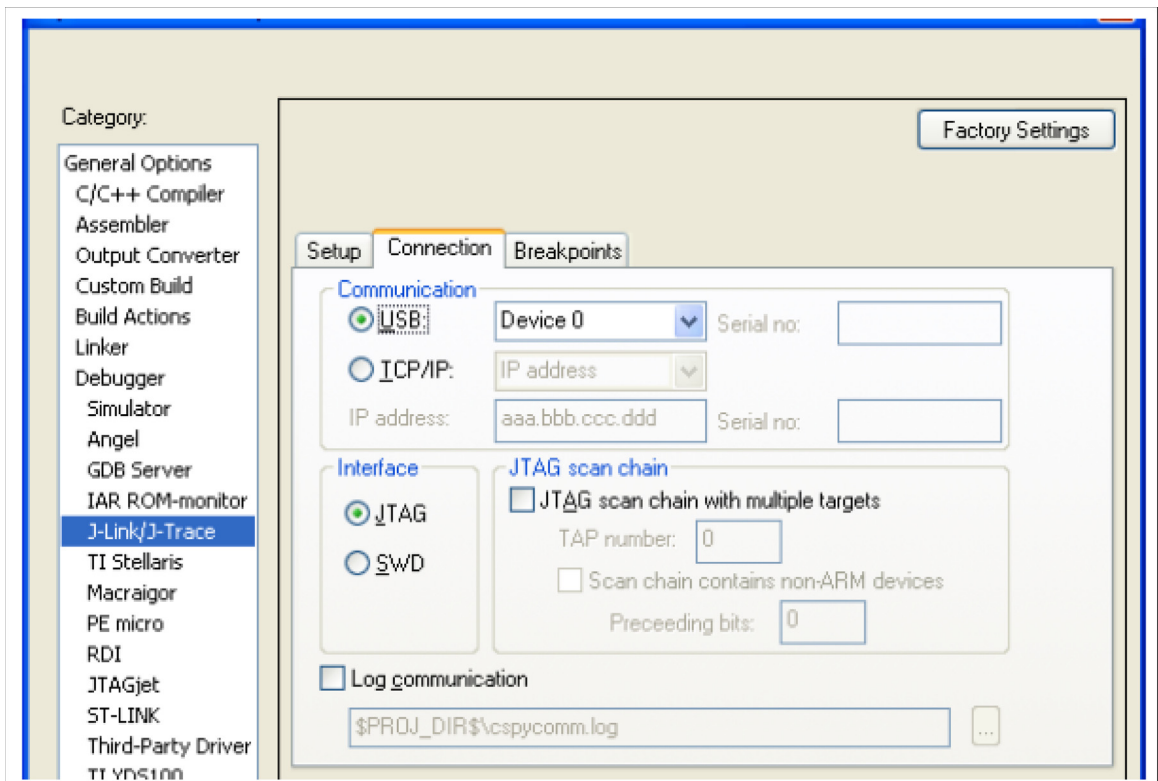 Category:
Factory Settings
General Options
C/C++ Compiler
Assembler
Output Converter
Custom Build
Build Actions
Linker
Debugger
Simulator
Angel
GDB Server
IAR ROM-monitor
J-Link/J-Trace
TI Stellaris
Macraigor
PE micro
RDI
JTAGjet
ST-LINK
Third-Party Driver
TI XDS100
Setup Connection Breakpoints
Communication
USB: Device 0 Serial no:
TCP/IP: IP address
IP address: aaa.bbb.ccc.ddd Serial no:
Interface
JTAG
SWD
JTAG scan chain
JTAG scan chain with multiple targets
TAP number: 0
Scan chain contains non-ARM devices
Preceeding bits: 0
Log communication
$PROJ_DIR$\cspycomm.log ...